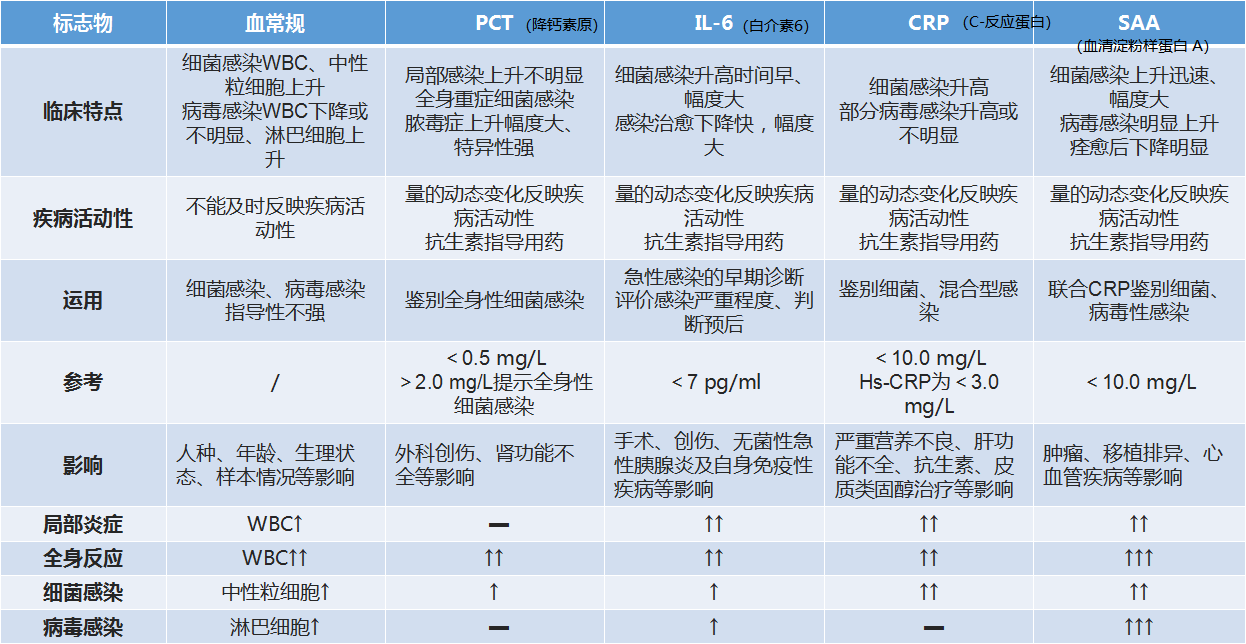 标志物
血常规
PCT (降钙素原)
IL-6 (白介素6)
CRP (C-反应蛋白)
SAA
(血清淀粉样蛋白 A)
临床特点
细菌感染WBC、中性
粒细胞上升
病毒感染WBC下降或
不明显、淋巴细胞上
升
局部感染上升不明显
全身重症细菌感染
脓毒症上升幅度大、
特异性强
细菌感染升高时间早、
幅度大
感染治愈下降快，幅度
大
细菌感染升高
部分病毒感染升高或
不明显
细菌感染上升迅速、
幅度大
病毒感染明显上升
痊愈后下降明显
疾病活动性
不能及时反映疾病活
动性
量的动态变化反映疾
病活动性
抗生素指导用药
量的动态变化反映疾病
活动性
抗生素指导用药
量的动态变化反映疾
病活动性
抗生素指导用药
量的动态变化反映疾
病活动性
抗生素指导用药
运用
细菌感染、病毒感染
指导性不强
鉴别全身性细菌感染
急性感染的早期诊断
评价感染严重程度、判
断预后
鉴别细菌、混合型感
染
联合CRP鉴别细菌、
病毒性感染
参考
/
＜0.5 mg/L
＞2.0 mg/L提示全身性
细菌感染
＜7 pg/ml
＜10.0 mg/L
Hs-CRP为＜3.0
mg/L
＜10.0 mg/L
影响
人种、年龄、生理状
态、样本情况等影响
外科创伤、肾功能不
全等影响
手术、创伤、无菌性急
性胰腺炎及自身免疫性
疾病等影响
严重营养不良、肝功
能不全、抗生素、皮
质类固醇治疗等影响
肿瘤、移植排异、心
血管疾病等影响
局部炎症
WBC↑
—
↑↑
↑↑
↑↑
全身反应
WBC↑↑
↑↑
↑↑
↑↑
↑↑↑
细菌感染
中性粒细胞↑
↑
↑
↑↑
↑↑
病毒感染
淋巴细胞↑
—
↑
—
↑↑↑